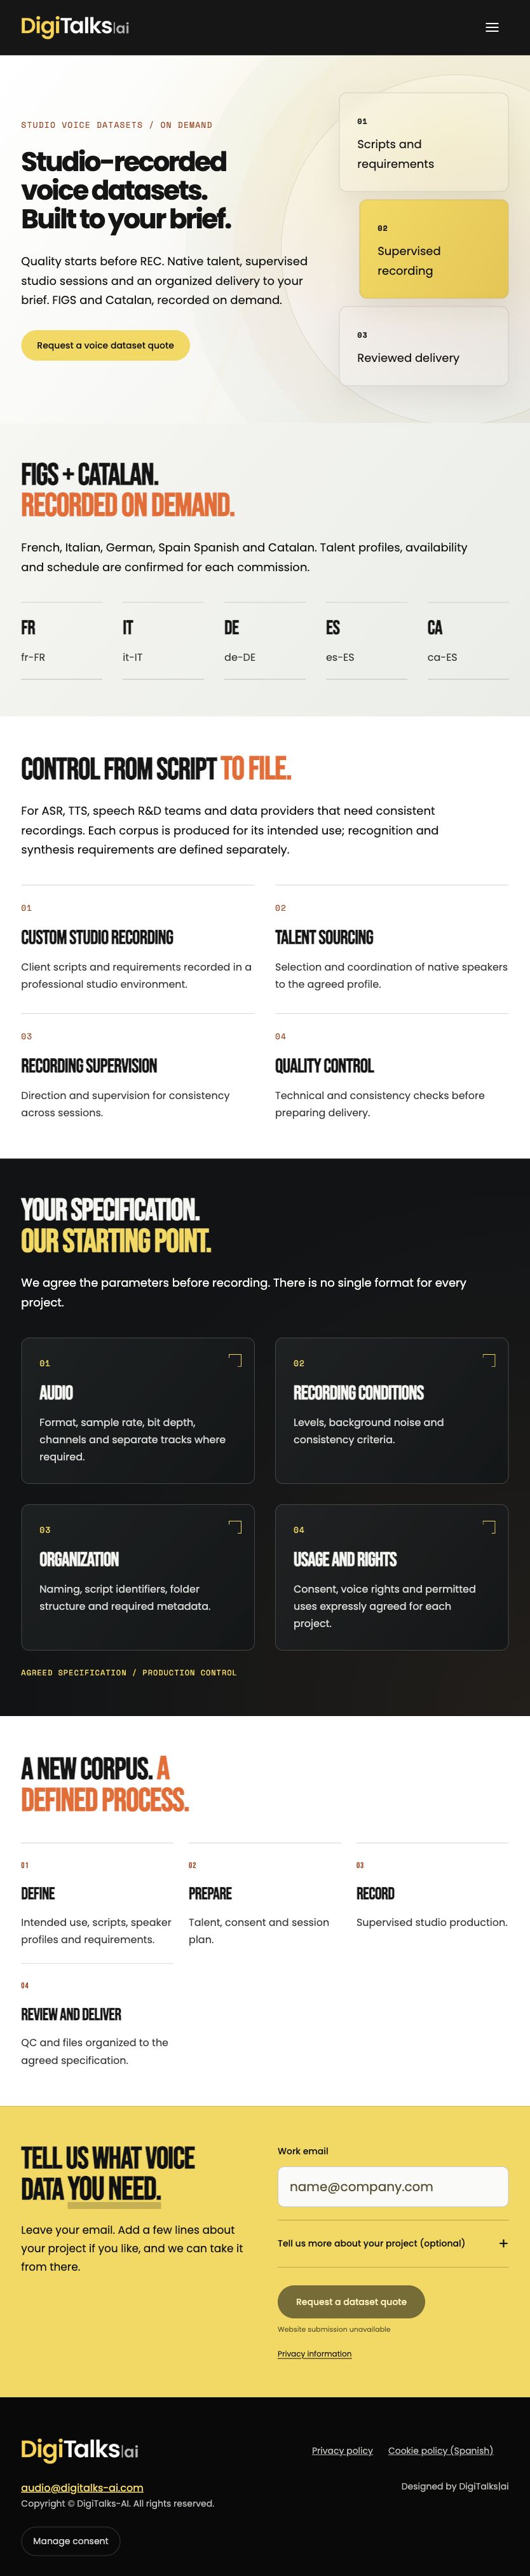 DigiTalks|ai
STUDIO VOICE DATASETS / ON DEMAND
Studio-recorded
voice datasets.
Built to your brief.
Quality starts before REC. Native talent, supervised
studio sessions and an organized delivery to your
brief. FIGS and Catalan, recorded on demand.
Request a voice dataset quote
01
Scripts and
requirements
02
Supervised
recording
03
Reviewed delivery
FIGS + CATALAN.
RECORDED ON DEMAND.
French, Italian, German, Spain Spanish and Catalan. Talent profiles, availability
and schedule are confirmed for each commission.
FR
fr-FR
IT
it-IT
DE
de-DE
ES
es-ES
CA
ca-ES
CONTROL FROM SCRIPT TO FILE.
For ASR, TTS, speech R&D teams and data providers that need consistent
recordings. Each corpus is produced for its intended use; recognition and
synthesis requirements are defined separately.
01
CUSTOM STUDIO RECORDING
Client scripts and requirements recorded in a
professional studio environment.
02
TALENT SOURCING
Selection and coordination of native speakers
to the agreed profile.
03
RECORDING SUPERVISION
Direction and supervision for consistency
across sessions.
04
QUALITY CONTROL
Technical and consistency checks before
preparing delivery.
YOUR SPECIFICATION.
OUR STARTING POINT.
We agree the parameters before recording. There is no single format for every
project.
01
AUDIO
Format, sample rate, bit depth,
channels and separate tracks where
required.
02
RECORDING CONDITIONS
Levels, background noise and
consistency criteria.
03
ORGANIZATION
Naming, script identifiers, folder
structure and required metadata.
04
USAGE AND RIGHTS
Consent, voice rights and permitted
uses expressly agreed for each
project.
AGREED SPECIFICATION / PRODUCTION CONTROL
A NEW CORPUS. A
DEFINED PROCESS.
01
DEFINE
Intended use, scripts, speaker
profiles and requirements.
02
PREPARE
Talent, consent and session
plan.
03
RECORD
Supervised studio production.
04
REVIEW AND DELIVER
QC and files organized to the
agreed specification.
TELL US WHAT VOICE
DATA YOU NEED.
Leave your email. Add a few lines about
your project if you like, and we can take it
from there.
Work email
name@company.com
Tell us more about your project (optional) +
Request a dataset quote
Website submission unavailable
Privacy information
DigiTalks|ai
audio@digitalks-ai.com
Copyright © DigiTalks-AI. All rights reserved.
Privacy policy Cookie policy (Spanish)
Designed by DigiTalks|ai
Manage consent